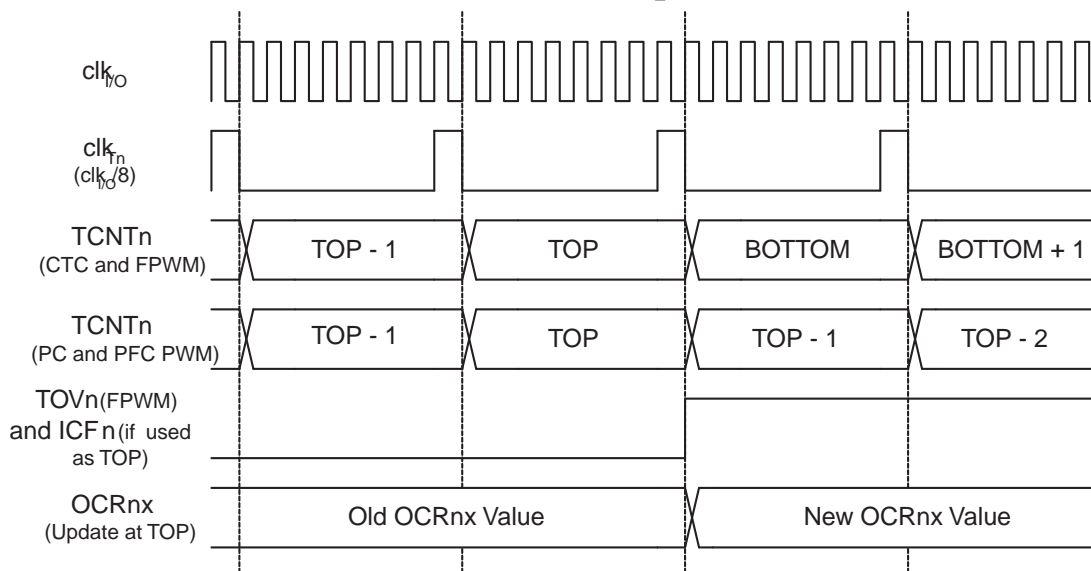 clkI/O
clkTn
(clkI/O/8)
TCNTn
(CTC and FPWM)
TOP - 1
TOP
BOTTOM
BOTTOM + 1
TCNTn
(PC and PFC PWM)
TOP - 1
TOP
TOP - 1
TOP - 2
TOVn(FPWM)
and ICFn(if used
as TOP)
OCRnx
(Update at TOP)
Old OCRnx Value
New OCRnx Value